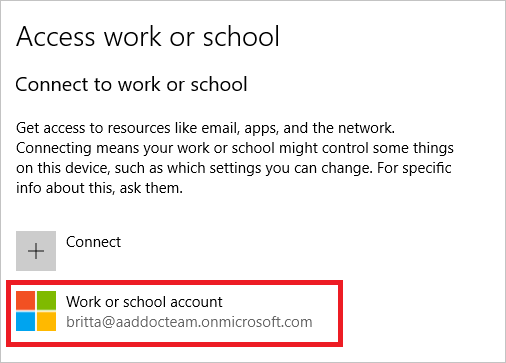 Access work or school
Connect to work or school
Get access to resources like email, apps, and the network.
Connecting means your work or school might control some things
on this device, such as which settings you can change. For specific
info about this, ask them.
Connect
Work or school account
britta@aaddocteam.onmicrosoft.com